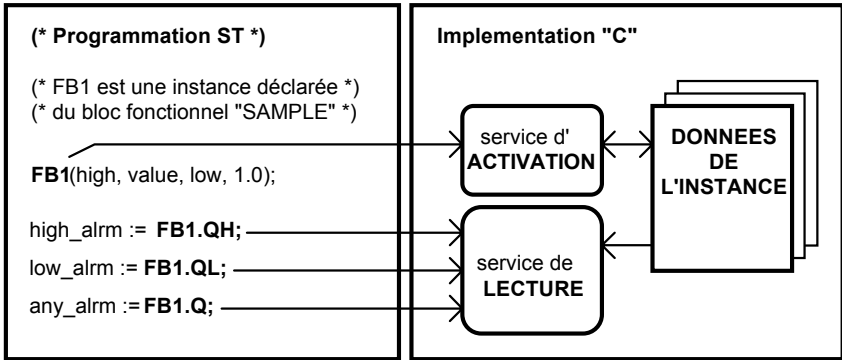 (* Programmation ST *)
(* FB1 est une instance déclarée *)
(* du bloc fonctionnel "SAMPLE" *)
FB1(high, value, low, 1.0);
high_alrm := FB1.QH;
low_alrm := FB1.QL;
any_alrm := FB1.Q;
Implementation "C"
service d'
ACTIVATION
service de
LECTURE
DONNEES
DE
L'INSTANCE